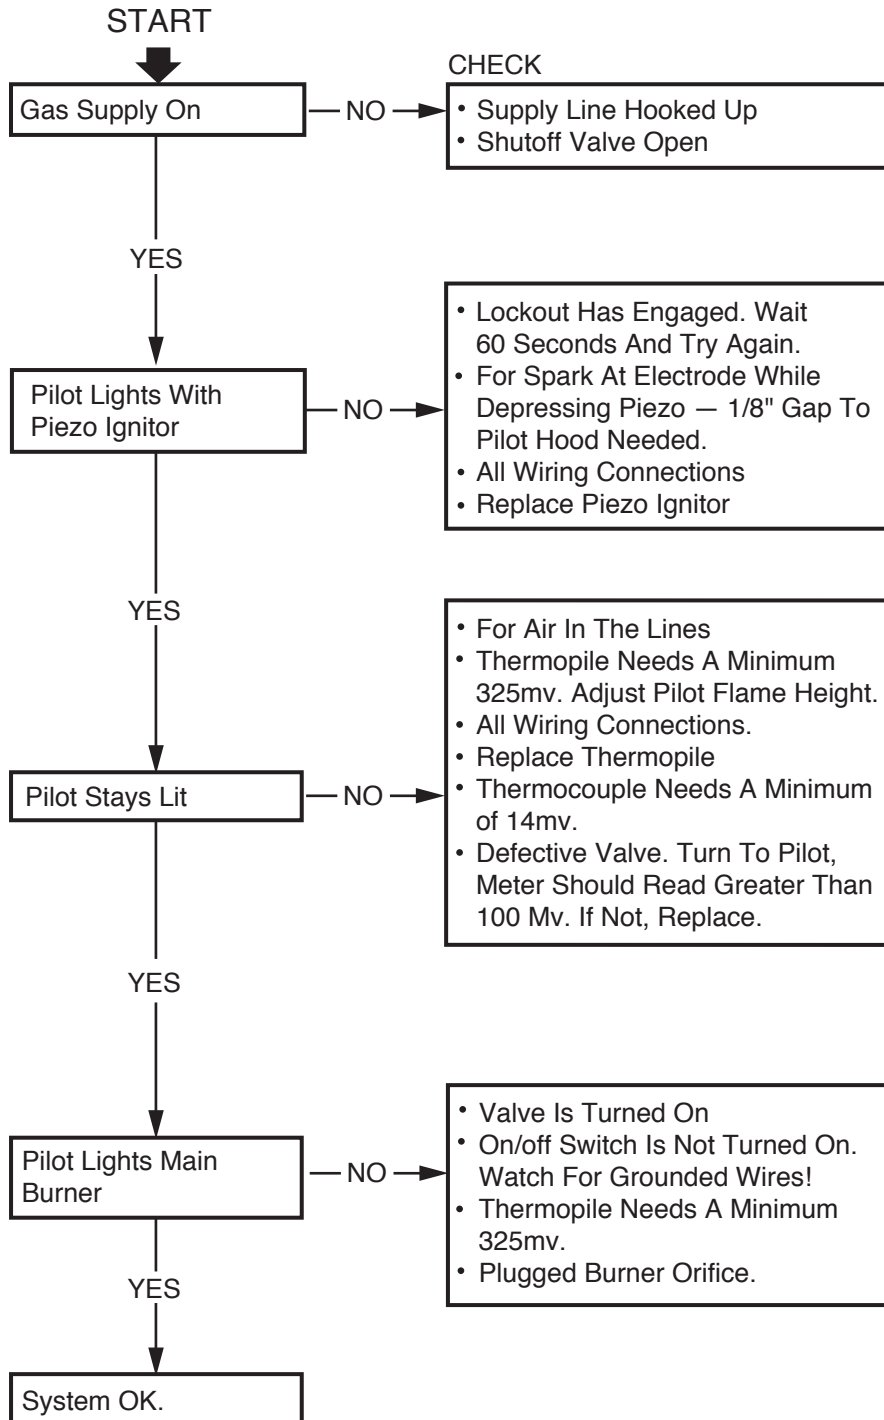 START
CHECK
Gas Supply On
NO
• Supply Line Hooked Up
• Shutoff Valve Open
YES
Pilot Lights With
Piezo Ignitor
NO
• Lockout Has Engaged. Wait
60 Seconds And Try Again.
• For Spark At Electrode While
Depressing Piezo — 1/8" Gap To
Pilot Hood Needed.
• All Wiring Connections
• Replace Piezo Ignitor
YES
Pilot Stays Lit
NO
• For Air In The Lines
• Thermopile Needs A Minimum
325mv. Adjust Pilot Flame Height.
• All Wiring Connections.
• Replace Thermopile
• Thermocouple Needs A Minimum
of 14mv.
• Defective Valve. Turn To Pilot,
Meter Should Read Greater Than
100 Mv. If Not, Replace.
YES
Pilot Lights Main
Burner
NO
• Valve Is Turned On
• On/off Switch Is Not Turned On.
Watch For Grounded Wires!
• Thermopile Needs A Minimum
325mv.
• Plugged Burner Orifice.
YES
System OK.